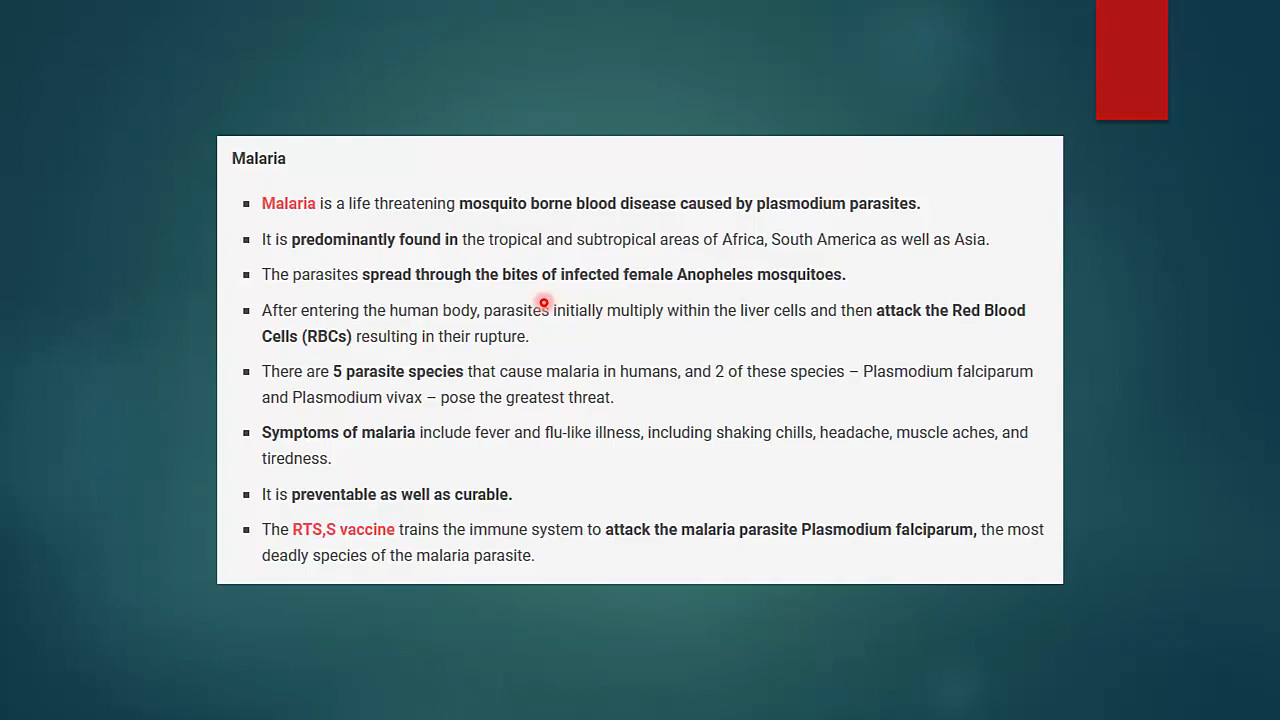 Malaria
Malaria is a life threatening mosquito borne blood disease caused by plasmodium parasites.
It is predominantly found in the tropical and subtropical areas of Africa, South America as well as Asia.
The parasites spread through the bites of infected female Anopheles mosquitoes.
After entering the human body, parasites initially multiply within the liver cells and then attack the Red Blood
Cells (RBCs) resulting in their rupture.
There are 5 parasite species that cause malaria in humans, and 2 of these species – Plasmodium falciparum
and Plasmodium vivax – pose the greatest threat.
Symptoms of malaria include fever and flu-like illness, including shaking chills, headache, muscle aches, and
tiredness.
It is preventable as well as curable.
The RTS,S vaccine trains the immune system to attack the malaria parasite Plasmodium falciparum, the most
deadly species of the malaria parasite.